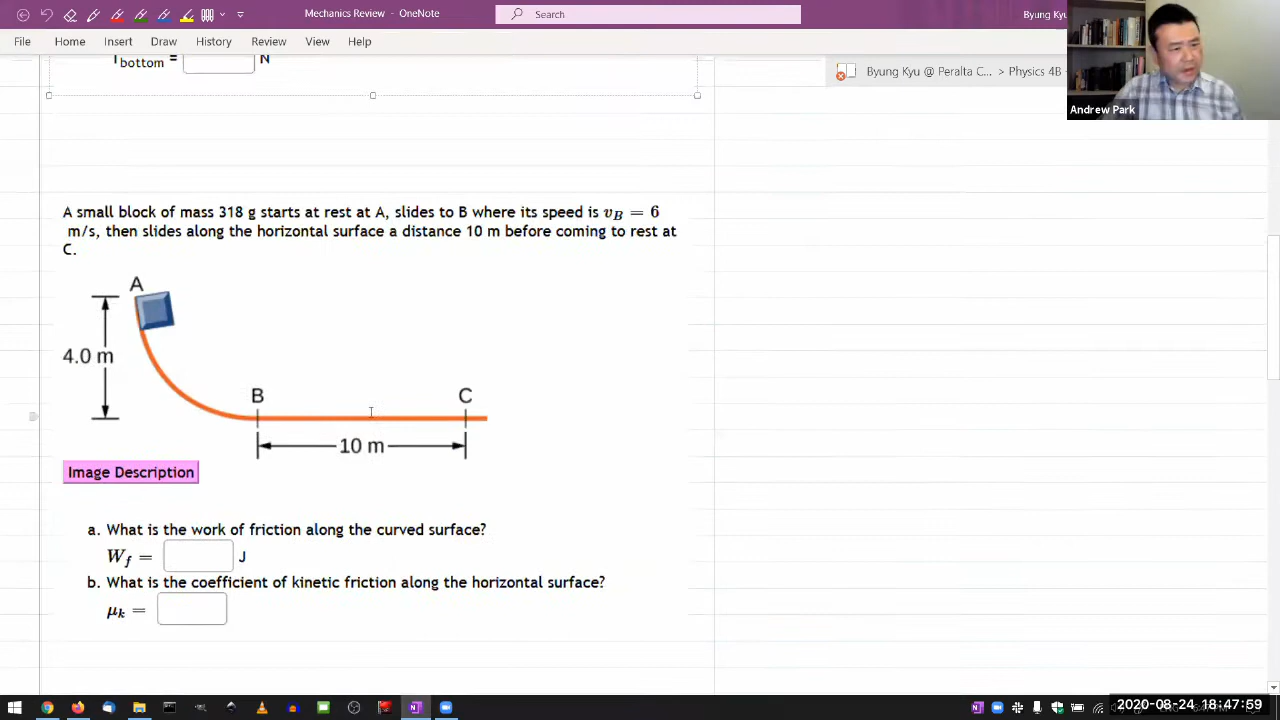 Mechanics Review - OneNote
Search
Byung Kyu
File Home Insert Draw History Review View Help
bottom = N
Byung Kyu @ Peralta C... > Physics 4B
Andrew Park
A small block of mass 318 g starts at rest at A, slides to B where its speed is v_B = 6
m/s, then slides along the horizontal surface a distance 10 m before coming to rest at
C.
A
4.0 m
B C
10 m
Image Description
a. What is the work of friction along the curved surface?
W_f = J
b. What is the coefficient of kinetic friction along the horizontal surface?
μ_k =
2020-08-24 18:47:59